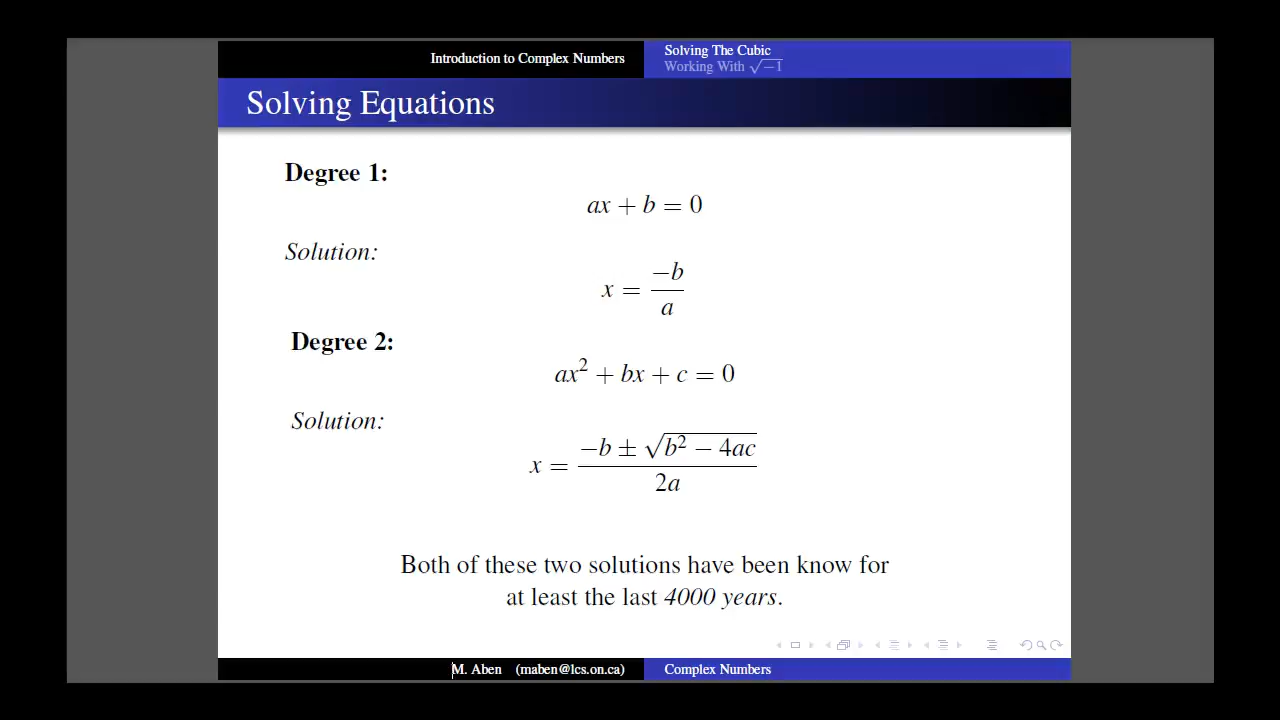 Introduction to Complex Numbers
Solving The Cubic
Working With √−1
Solving Equations
Degree 1:
ax + b = 0
Solution:
x = −b/a
Degree 2:
ax² + bx + c = 0
Solution:
x = (−b ± √(b² − 4ac))/2a
Both of these two solutions have been know for
at least the last 4000 years.
M. Aben (maben@lcs.on.ca)
Complex Numbers